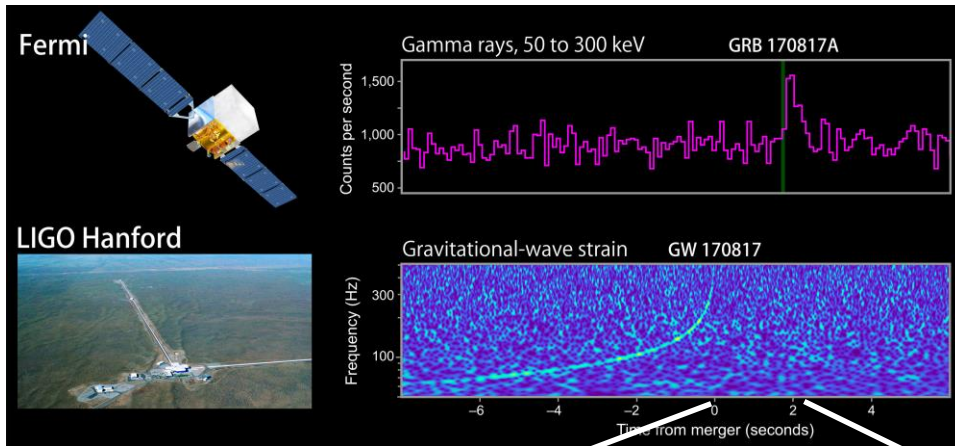 Fermi
Gamma rays, 50 to 300 keV
GRB 170817A
Counts per second
1,500
1,000
500
LIGO Hanford
Gravitational-wave strain
GW 170817
Frequency (Hz)
300
100
−6
−4
−2
0
2
4
Time from merger (seconds)